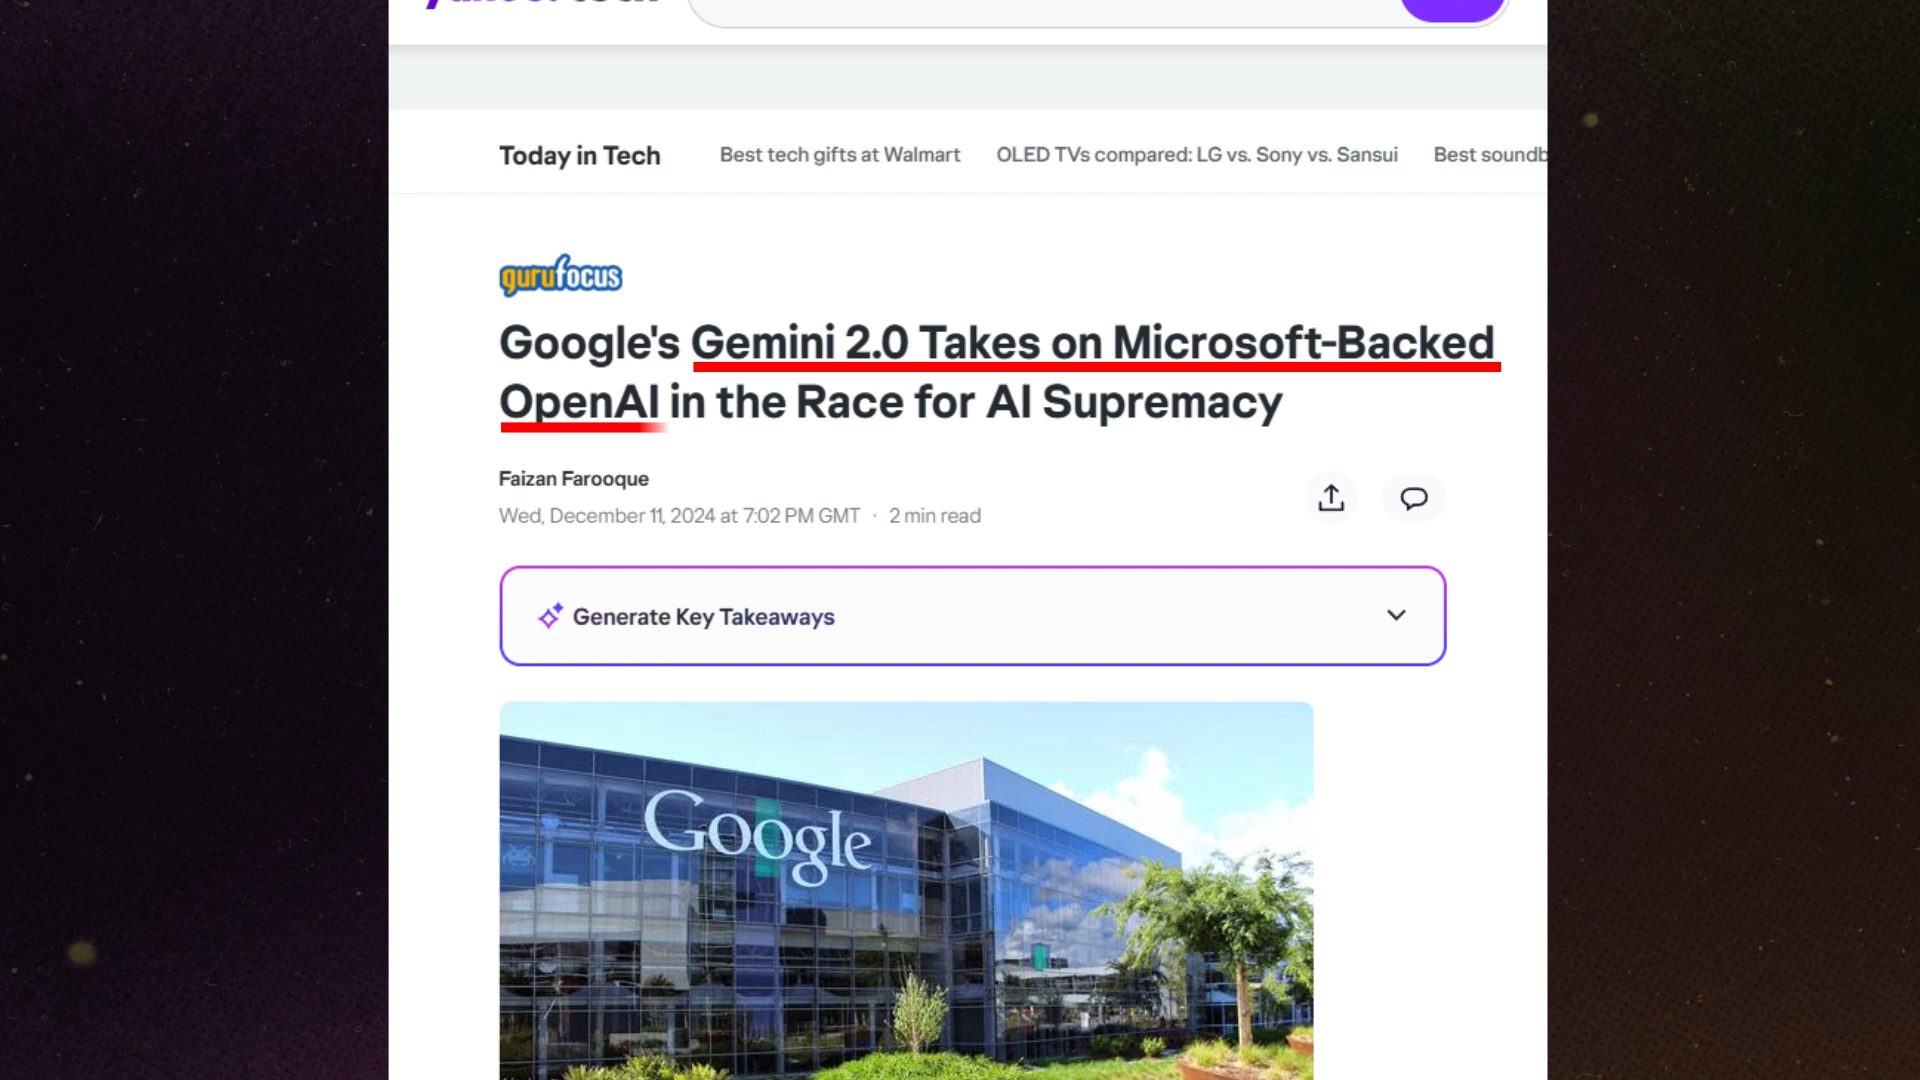 Today in Tech Best tech gifts at Walmart OLED TVs compared: LG vs. Sony vs. Sansui Best soundb
gurufocus
Google's Gemini 2.0 Takes on Microsoft-Backed
OpenAI in the Race for AI Supremacy
Faizan Farooque
Wed, December 11, 2024 at 7:02 PM GMT · 2 min read
Generate Key Takeaways
Google